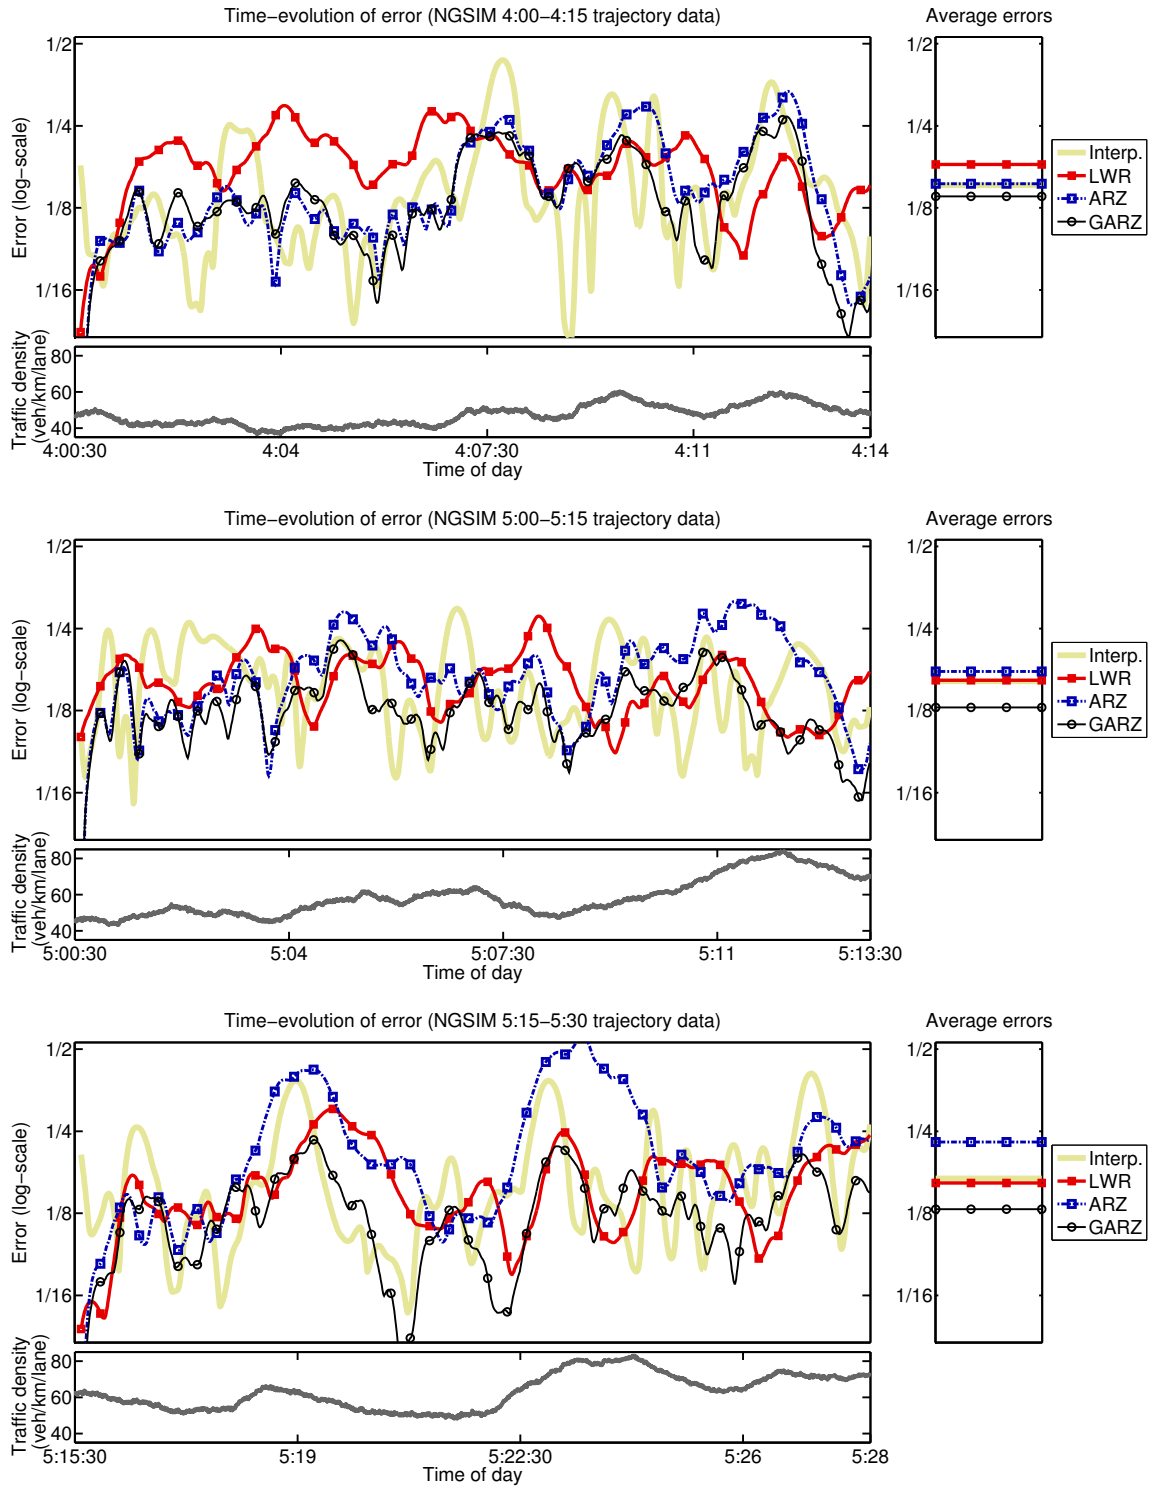 Time−evolution of error (NGSIM 4:00−4:15 trajectory data)
Average errors
Error (log−scale)
1/2
1/4
1/8
1/16
1/2
1/4
1/8
1/16
Interp.
LWR
ARZ
GARZ
Traffic density
(veh/km/lane)
80
60
40
4:00:30
4:04
4:07:30
4:11
4:14
Time of day
Time−evolution of error (NGSIM 5:00−5:15 trajectory data)
Average errors
Error (log−scale)
1/2
1/4
1/8
1/16
1/2
1/4
1/8
1/16
Interp.
LWR
ARZ
GARZ
Traffic density
(veh/km/lane)
80
60
40
5:00:30
5:04
5:07:30
5:11
5:13:30
Time of day
Time−evolution of error (NGSIM 5:15−5:30 trajectory data)
Average errors
Error (log−scale)
1/2
1/4
1/8
1/16
1/2
1/4
1/8
1/16
Interp.
LWR
ARZ
GARZ
Traffic density
(veh/km/lane)
80
60
40
5:15:30
5:19
5:22:30
5:26
5:28
Time of day